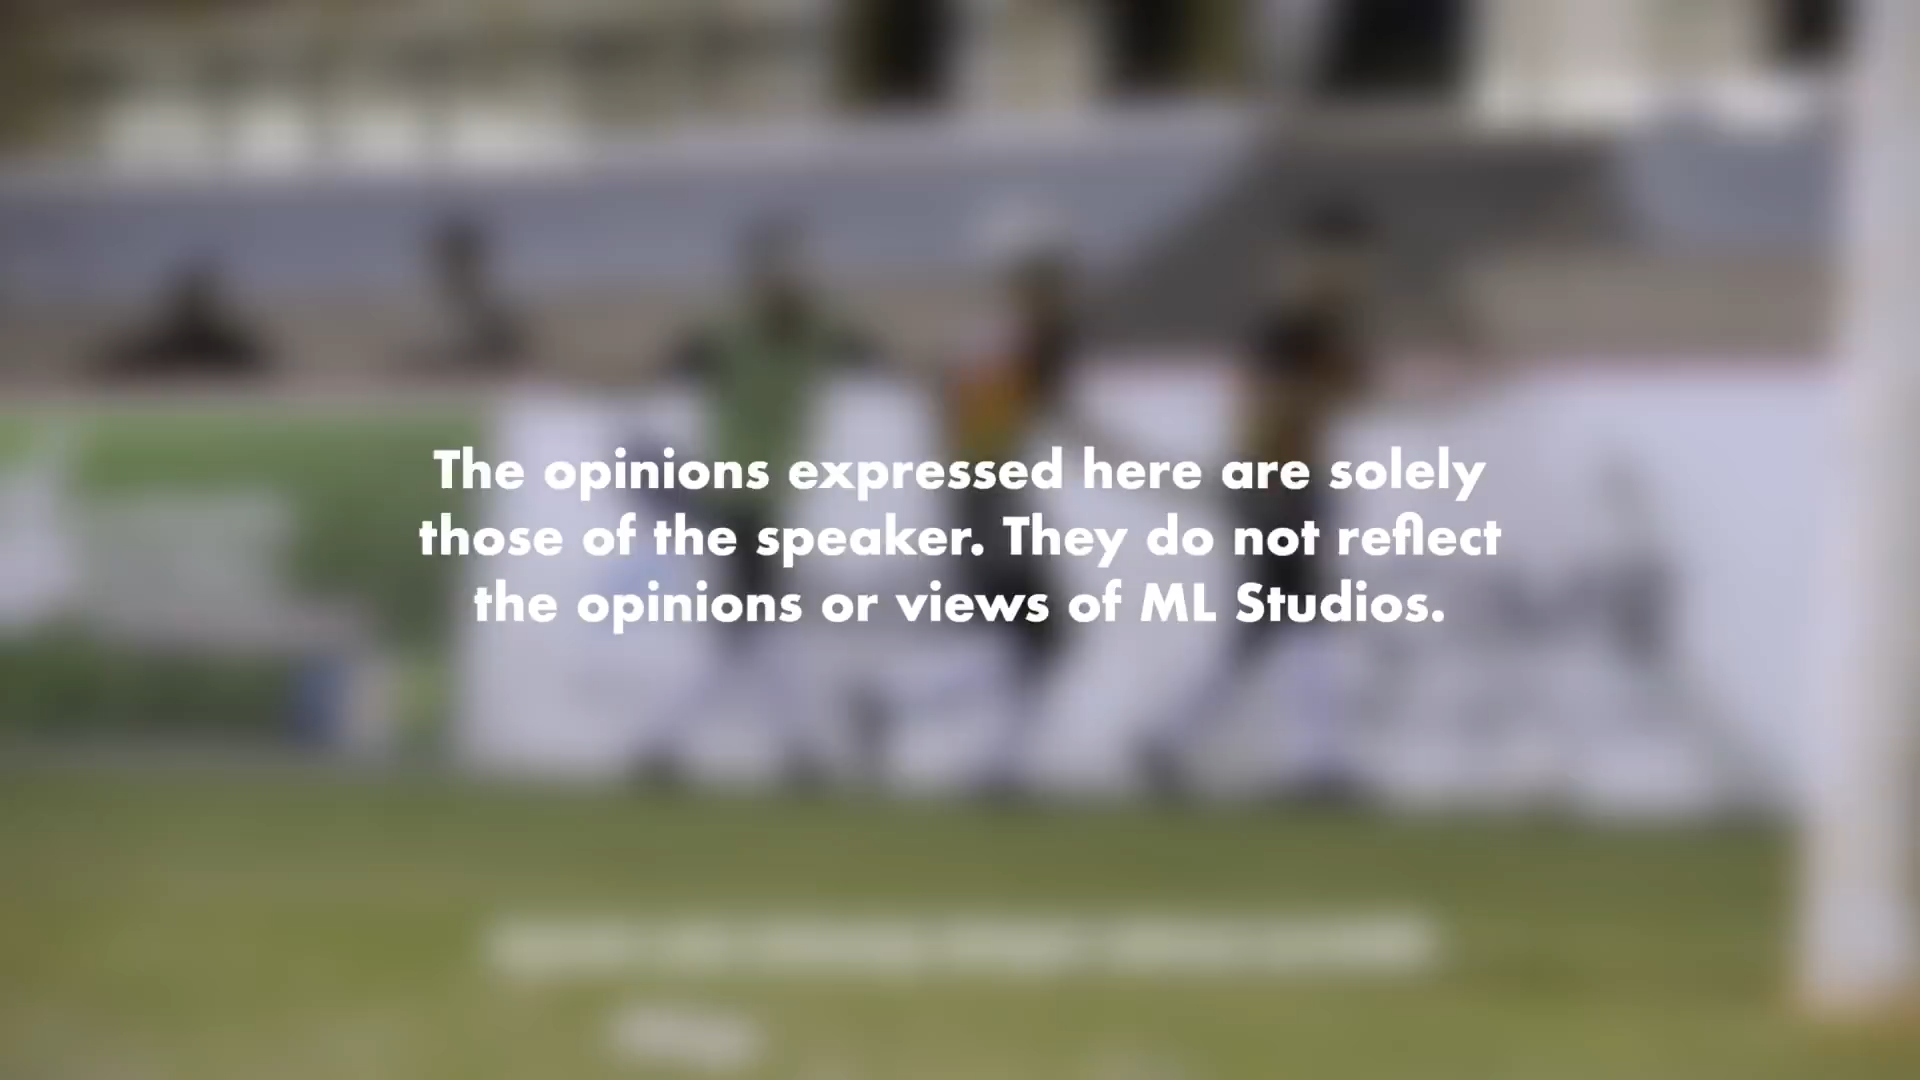 The opinions expressed here are solely
those of the speaker. They do not reflect
the opinions or views of ML Studios.